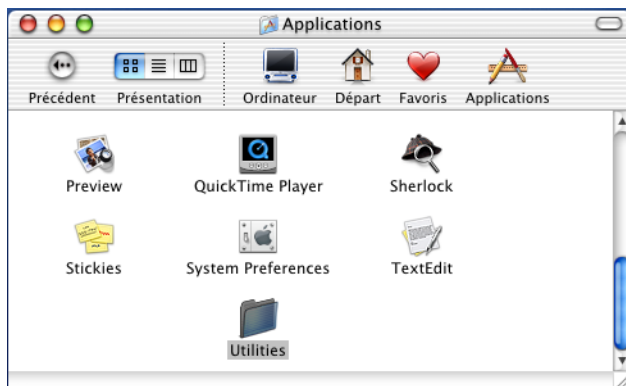 Applications
Précédent Présentation Ordinateur Départ Favoris Applications
Preview QuickTime Player Sherlock
Stickies System Preferences TextEdit
Utilities